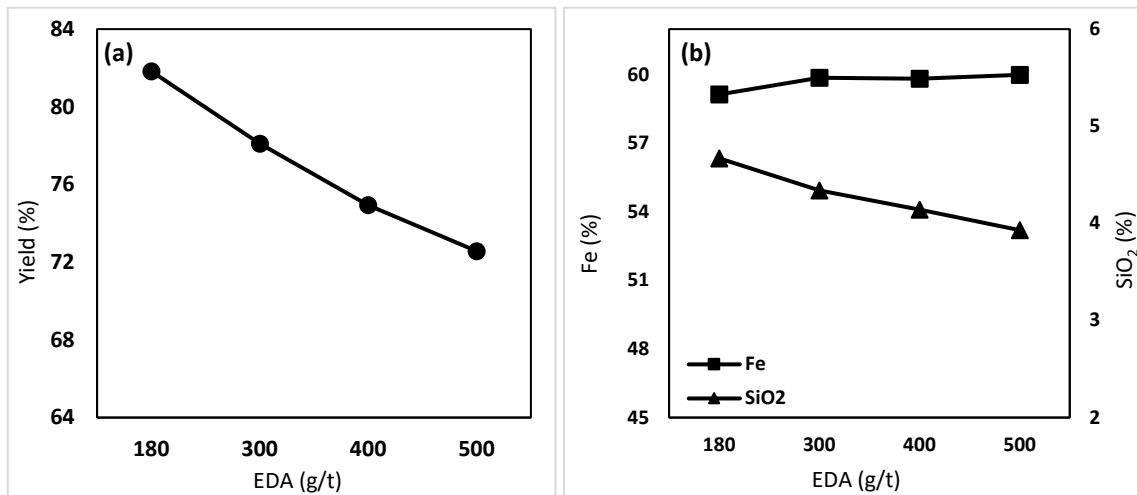 (a)
Yield (%)
84
80
76
72
68
64
180 300 400 500
EDA (g/t)
(b)
Fe (%)
60
57
54
51
48
45
Fe
SiO2
180 300 400 500
EDA (g/t)
6
5
4
3
2
SiO₂ (%)